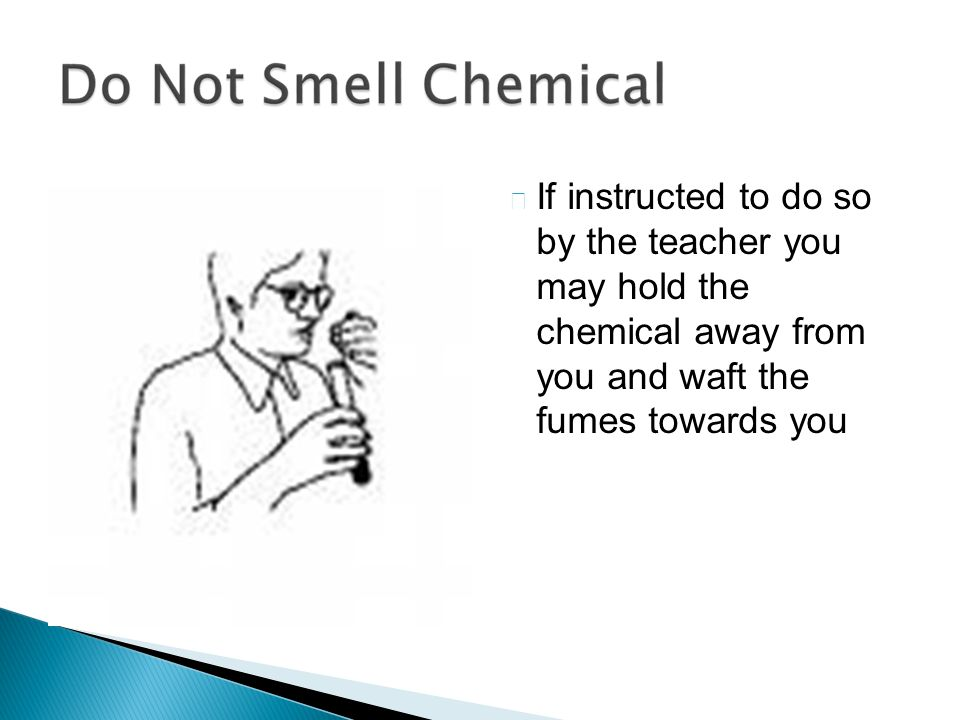 Do Not Smell Chemical
If instructed to do so
by the teacher you
may hold the
chemical away from
you and waft the
fumes towards you